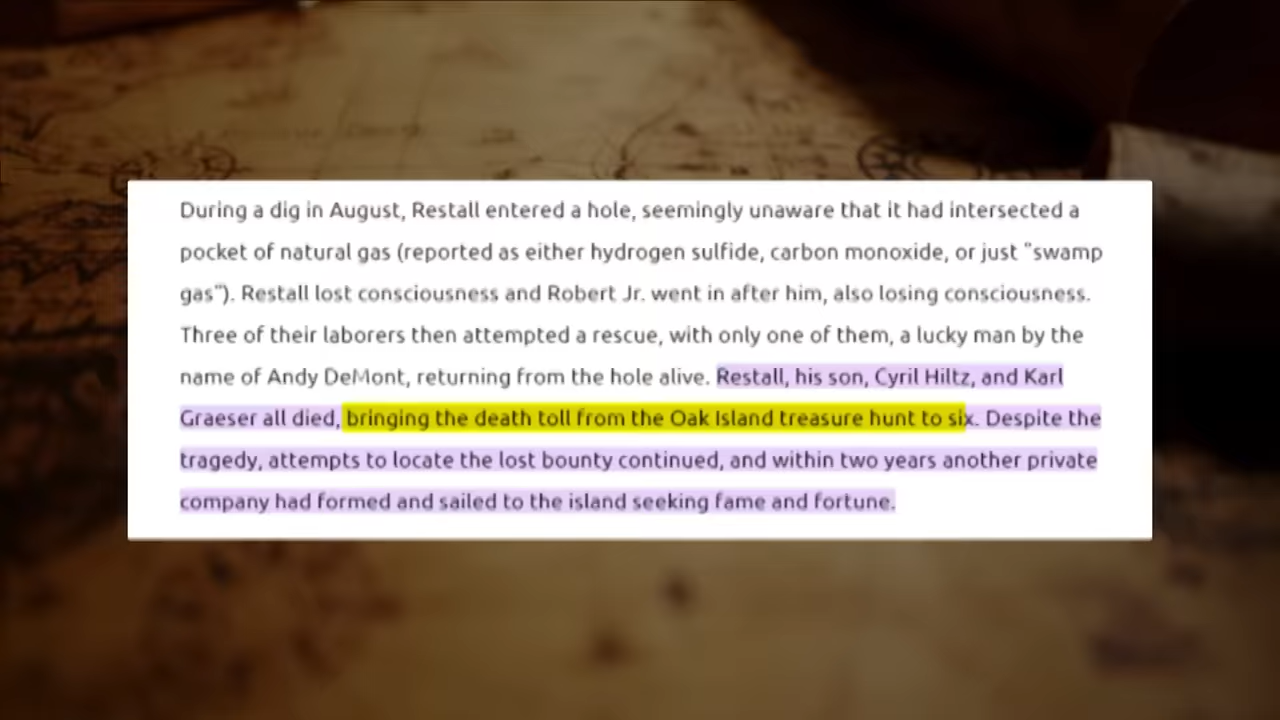 During a dig in August, Restall entered a hole, seemingly unaware that it had intersected a
pocket of natural gas (reported as either hydrogen sulfide, carbon monoxide, or just "swamp
gas"). Restall lost consciousness and Robert Jr. went in after him, also losing consciousness.
Three of their laborers then attempted a rescue, with only one of them, a lucky man by the
name of Andy DeMont, returning from the hole alive. Restall, his son, Cyril Hiltz, and Karl
Graeser all died, bringing the death toll from the Oak Island treasure hunt to six. Despite the
tragedy, attempts to locate the lost bounty continued, and within two years another private
company had formed and sailed to the island seeking fame and fortune.